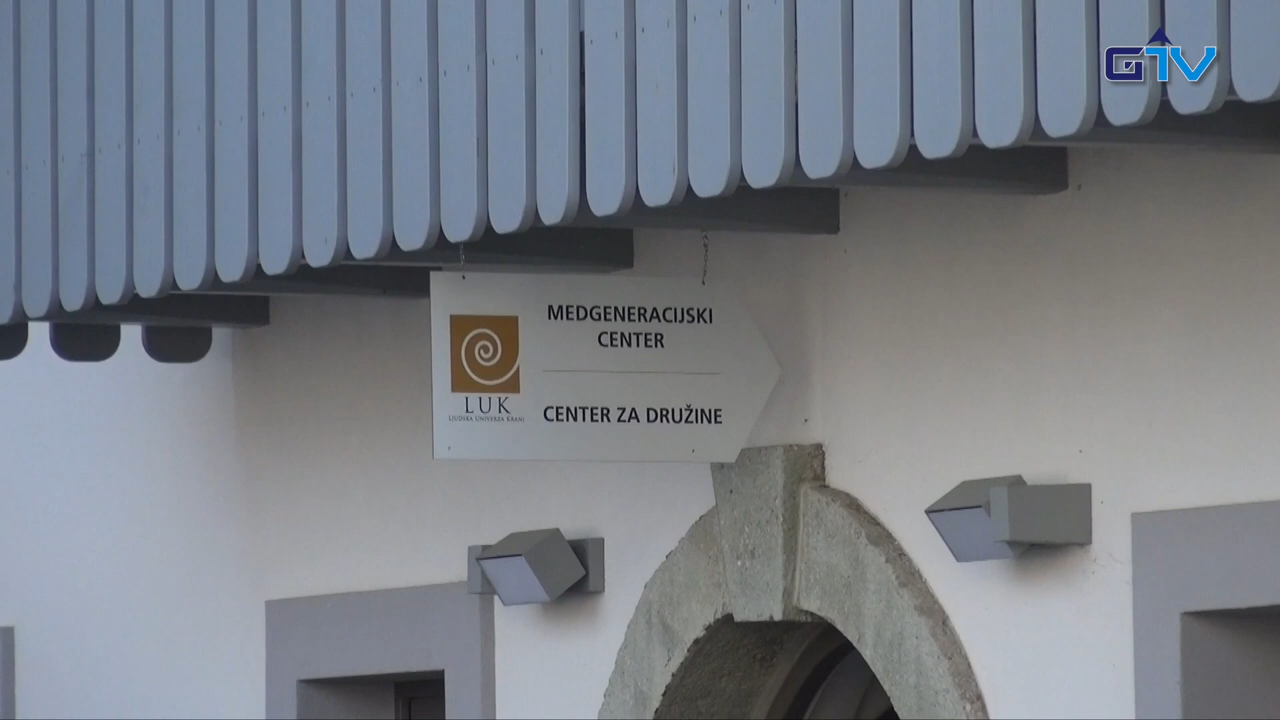 GTV
MEDGENERACIJSKI
CENTER
CENTER ZA DRUŽINE
LUK
LJUDSKA UNIVERZA KRANJ